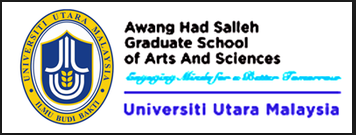 UNIVERSITI UTARA MALAYSIA
ILMU BUDI BAKTI
Awang Had Salleh
Graduate School
of Arts And Sciences
Engaging Minds for a Better Tomorrow
Universiti Utara Malaysia